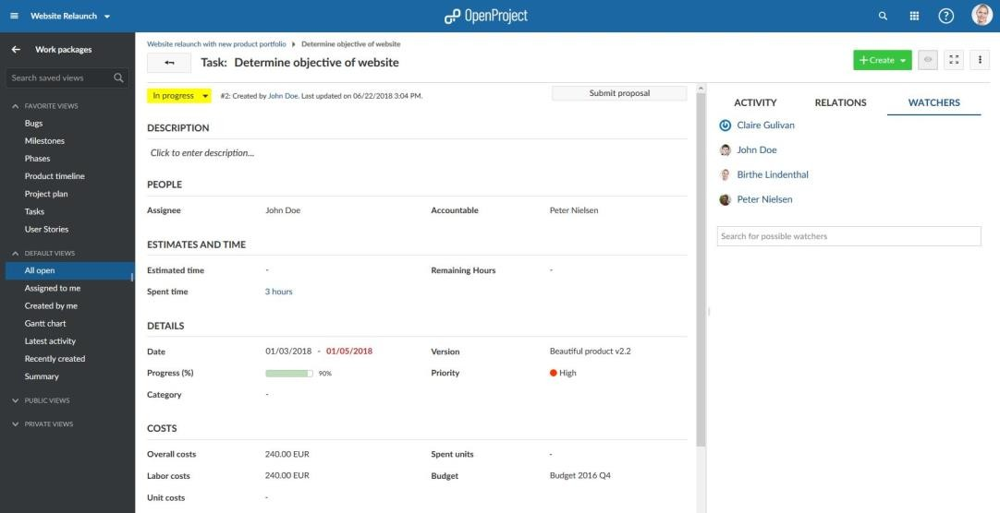 Website Relaunch
OpenProject
?
Work packages
Search saved views
FAVORITE VIEWS
Bugs
Milestones
Phases
Product timeline
Project plan
Tasks
User Stories
DEFAULT VIEWS
All open
Assigned to me
Created by me
Gantt chart
Latest activity
Recently created
Summary
PUBLIC VIEWS
PRIVATE VIEWS
Website relaunch with new product portfolio Determine objective of website
Task: Determine objective of website
+ Create
In progress #2: Created by John Doe. Last updated on 06/22/2018 3:04 PM.
Submit proposal
DESCRIPTION
Click to enter description...
PEOPLE
Assignee John Doe Accountable Peter Nielsen
ESTIMATES AND TIME
Estimated time - Remaining Hours -
Spent time 3 hours
DETAILS
Date 01/03/2018 - 01/05/2018 Version Beautiful product v2.2
Progress (%) 90% Priority High
Category -
COSTS
Overall costs 240.00 EUR Spent units -
Labor costs 240.00 EUR Budget Budget 2016 Q4
Unit costs -
ACTIVITY RELATIONS WATCHERS
Claire Gulivan
John Doe
Birthe Lindenthal
Peter Nielsen
Search for possible watchers